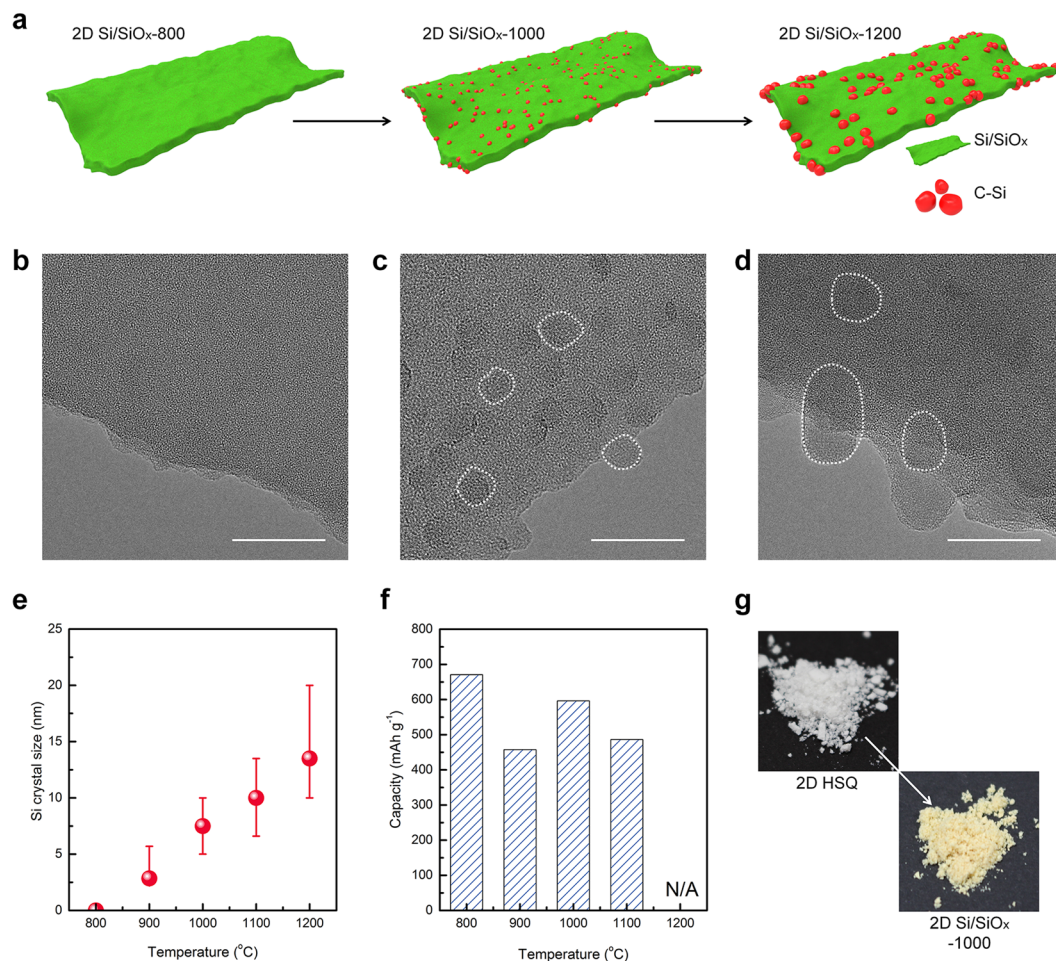 a
2D Si/SiOx-800
2D Si/SiOx-1000
2D Si/SiOx-1200
Si/SiOx
C-Si
b
c
d
e
25
20
15
10
5
0
Si crystal size (nm)
800 900 1000 1100 1200
Temperature (°C)
f
800
700
600
500
400
300
200
100
0
Capacity (mAh g⁻¹)
N/A
800 900 1000 1100 1200
Temperature (°C)
g
2D HSQ
2D Si/SiOx
-1000